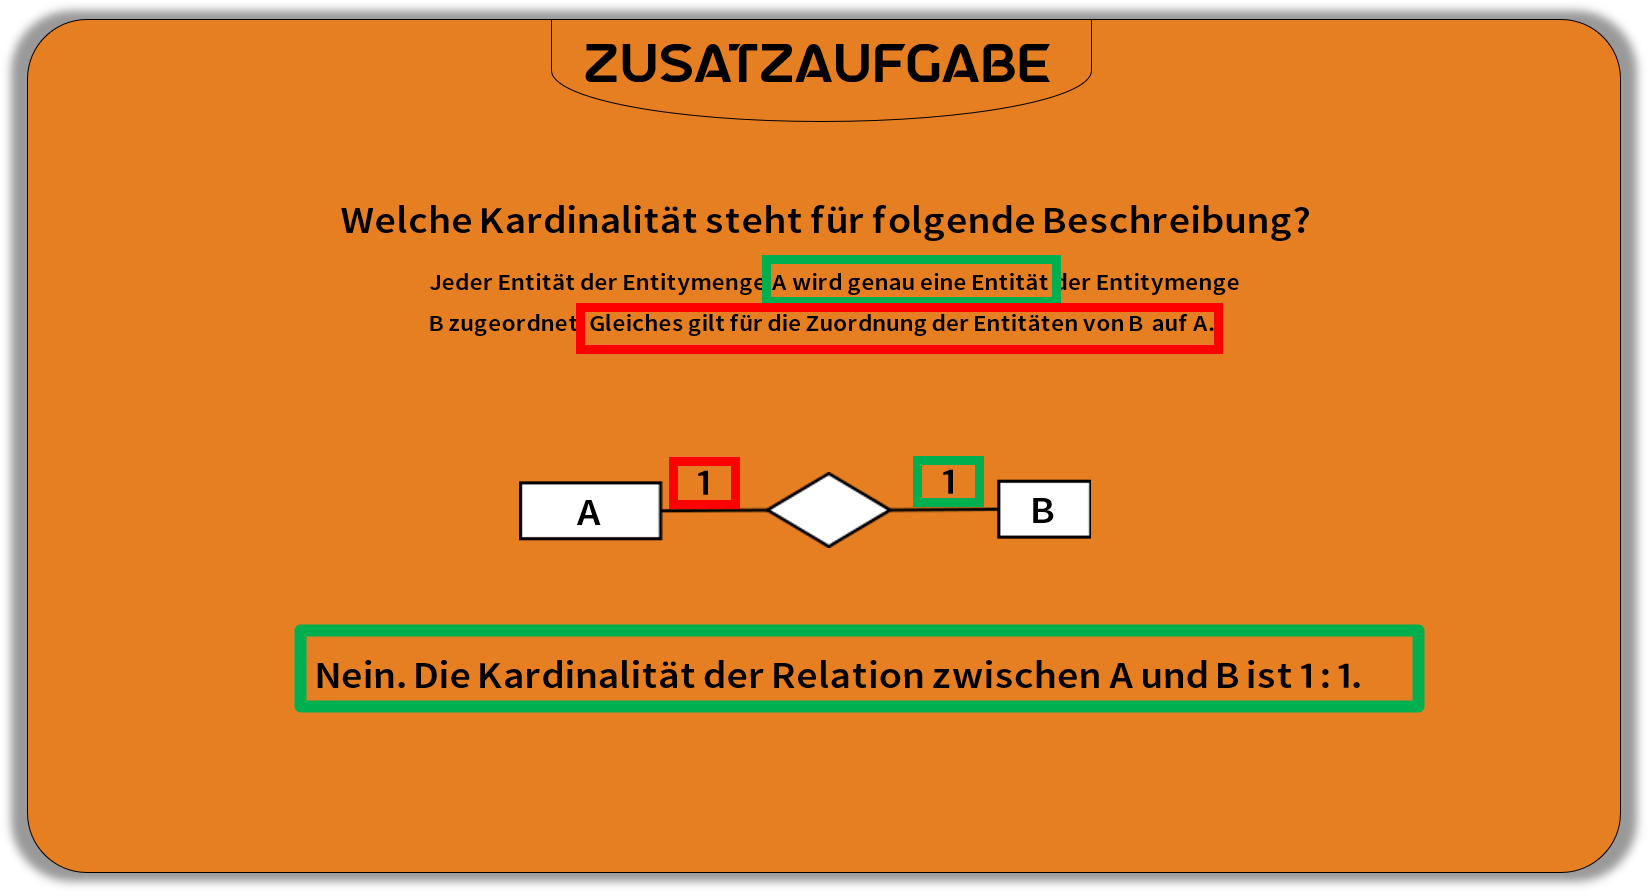 ZUSATZAUFGABE
Welche Kardinalität steht für folgende Beschreibung?
Jeder Entität der Entitymenge A wird genau eine Entität der Entitymenge
B zugeordnet Gleiches gilt für die Zuordnung der Entitäten von B auf A.
1 1
A B
Nein. Die Kardinalität der Relation zwischen A und B ist 1 : 1.